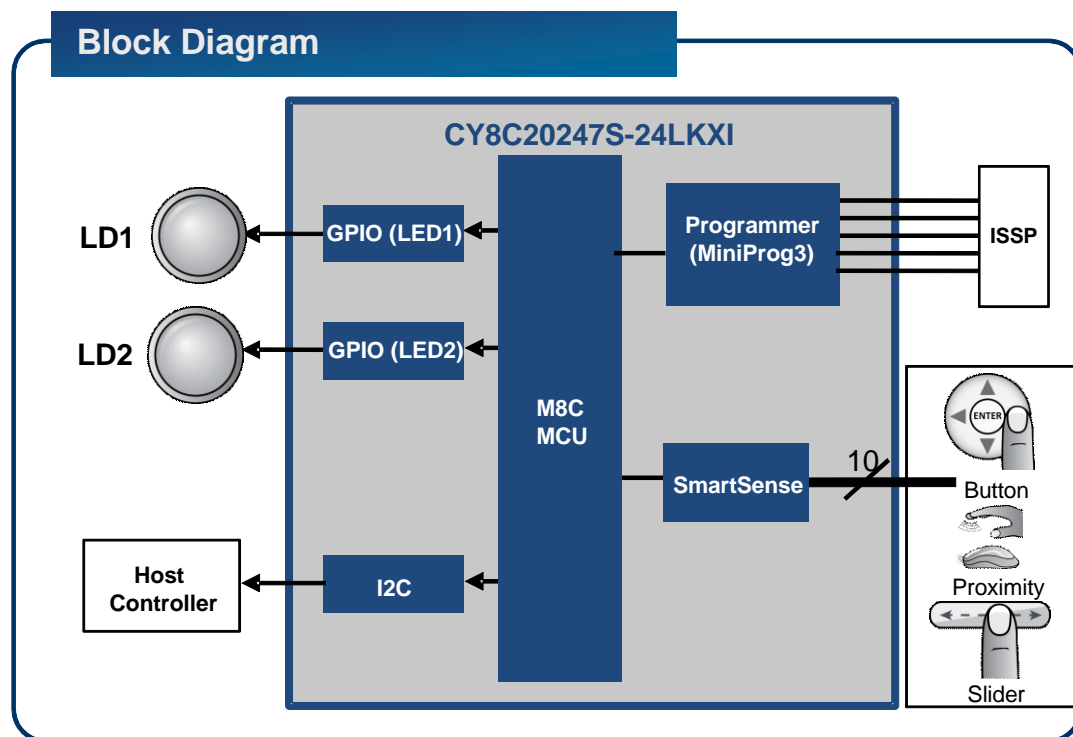 Block Diagram
CY8C20247S-24LKXI
LD1
GPIO (LED1)
Programmer
(MiniProg3)
ISSP
LD2
GPIO (LED2)
M8C
MCU
ENTER
10
SmartSense
Button
Host
Controller
I2C
Proximity
Slider